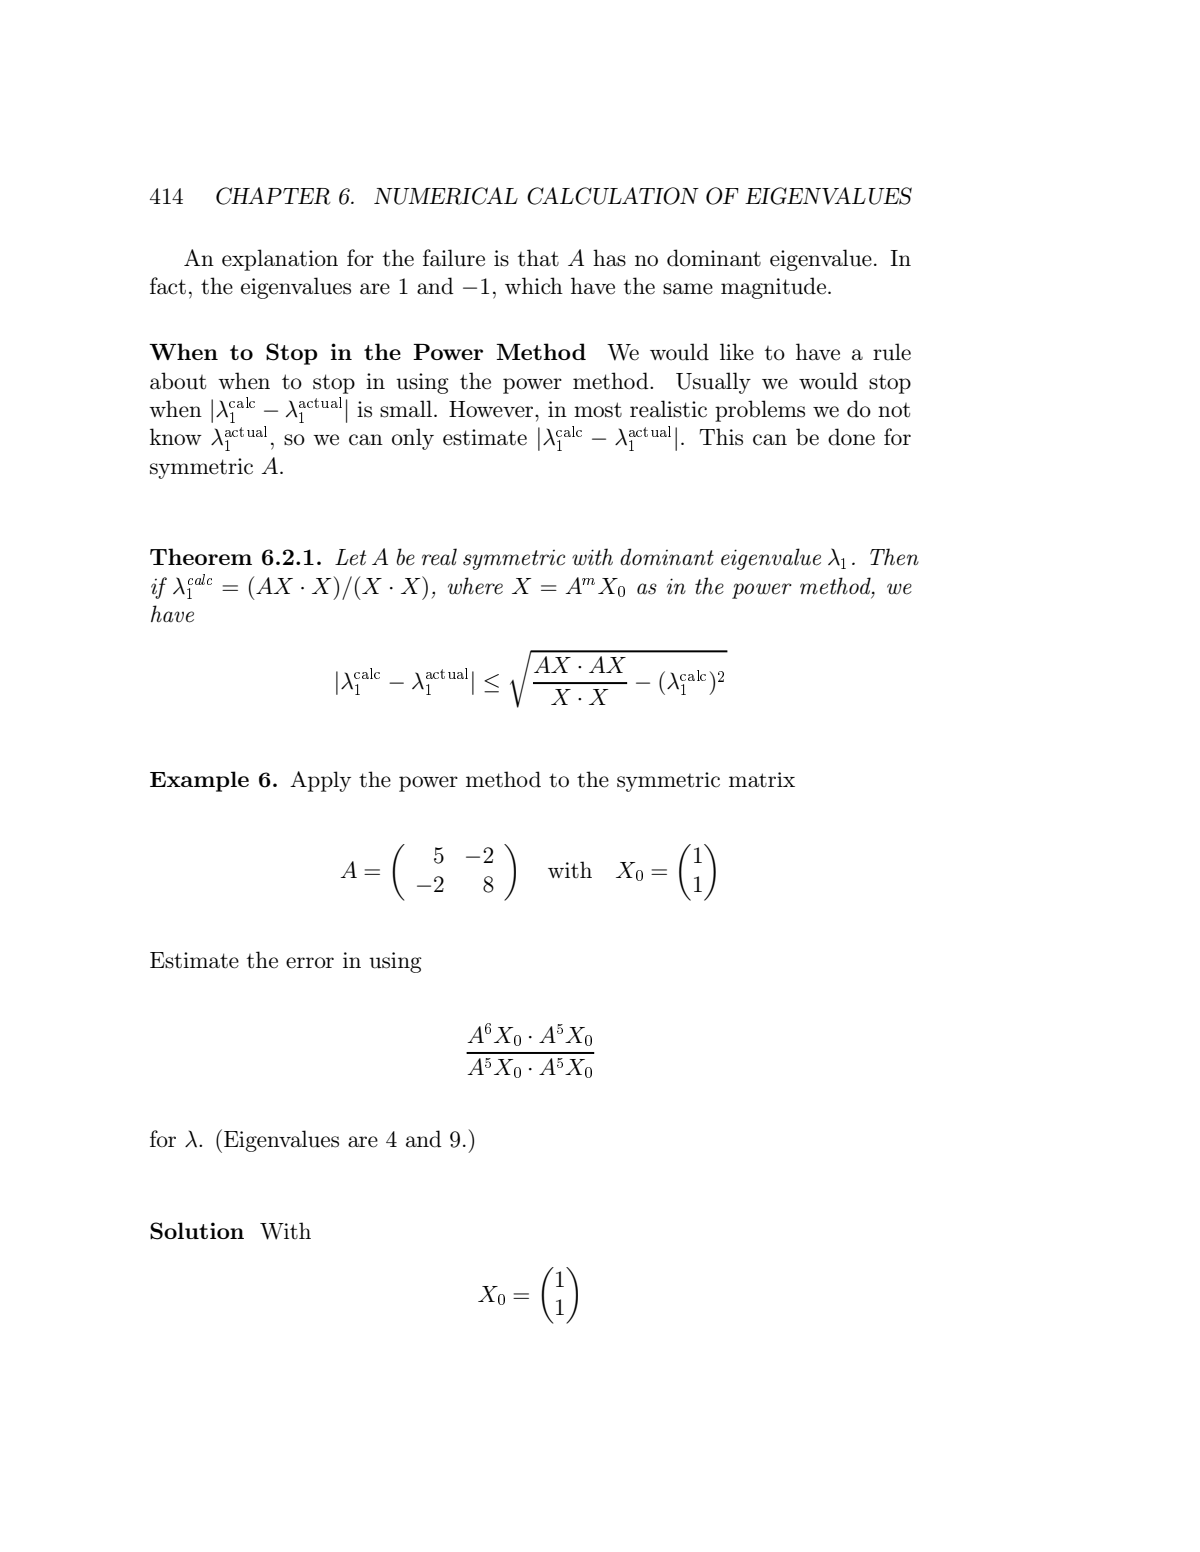 414 CHAPTER 6. NUMERICAL CALCULATION OF EIGENVALUES
An explanation for the failure is that A has no dominant eigenvalue. In
fact, the eigenvalues are 1 and −1, which have the same magnitude.
When to Stop in the Power Method We would like to have a rule
about when to stop in using the power method. Usually we would stop
when |λ₁^calc − λ₁^actual| is small. However, in most realistic problems we do not
know λ₁^actual, so we can only estimate |λ₁^calc − λ₁^actual|. This can be done for
symmetric A.
Theorem 6.2.1. Let A be real symmetric with dominant eigenvalue λ₁. Then
if λ₁^calc = (AX · X)/(X · X), where X = A^m X₀ as in the power method, we
have
|λ₁^calc − λ₁^actual| ≤ √(AX · AX / X · X − (λ₁^calc)²)
Example 6. Apply the power method to the symmetric matrix
A = ( 5 −2 ; −2 8 ) with X₀ = ( 1 ; 1 )
Estimate the error in using
A⁶X₀ · A⁵X₀
A⁵X₀ · A⁵X₀
for λ. (Eigenvalues are 4 and 9.)
Solution With
X₀ = ( 1 ; 1 )